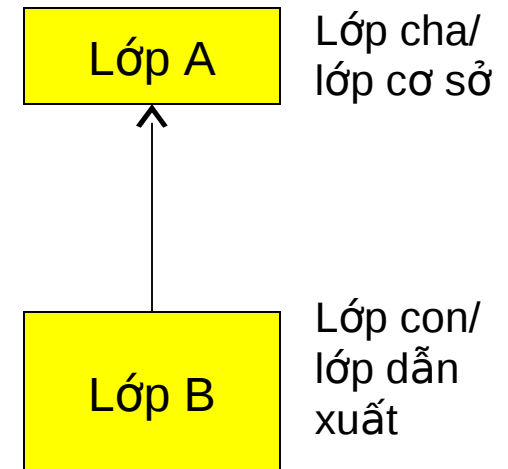 Lớp A
Lớp cha/
lớp cơ sở
Lớp B
Lớp con/
lớp dẫn
xuất